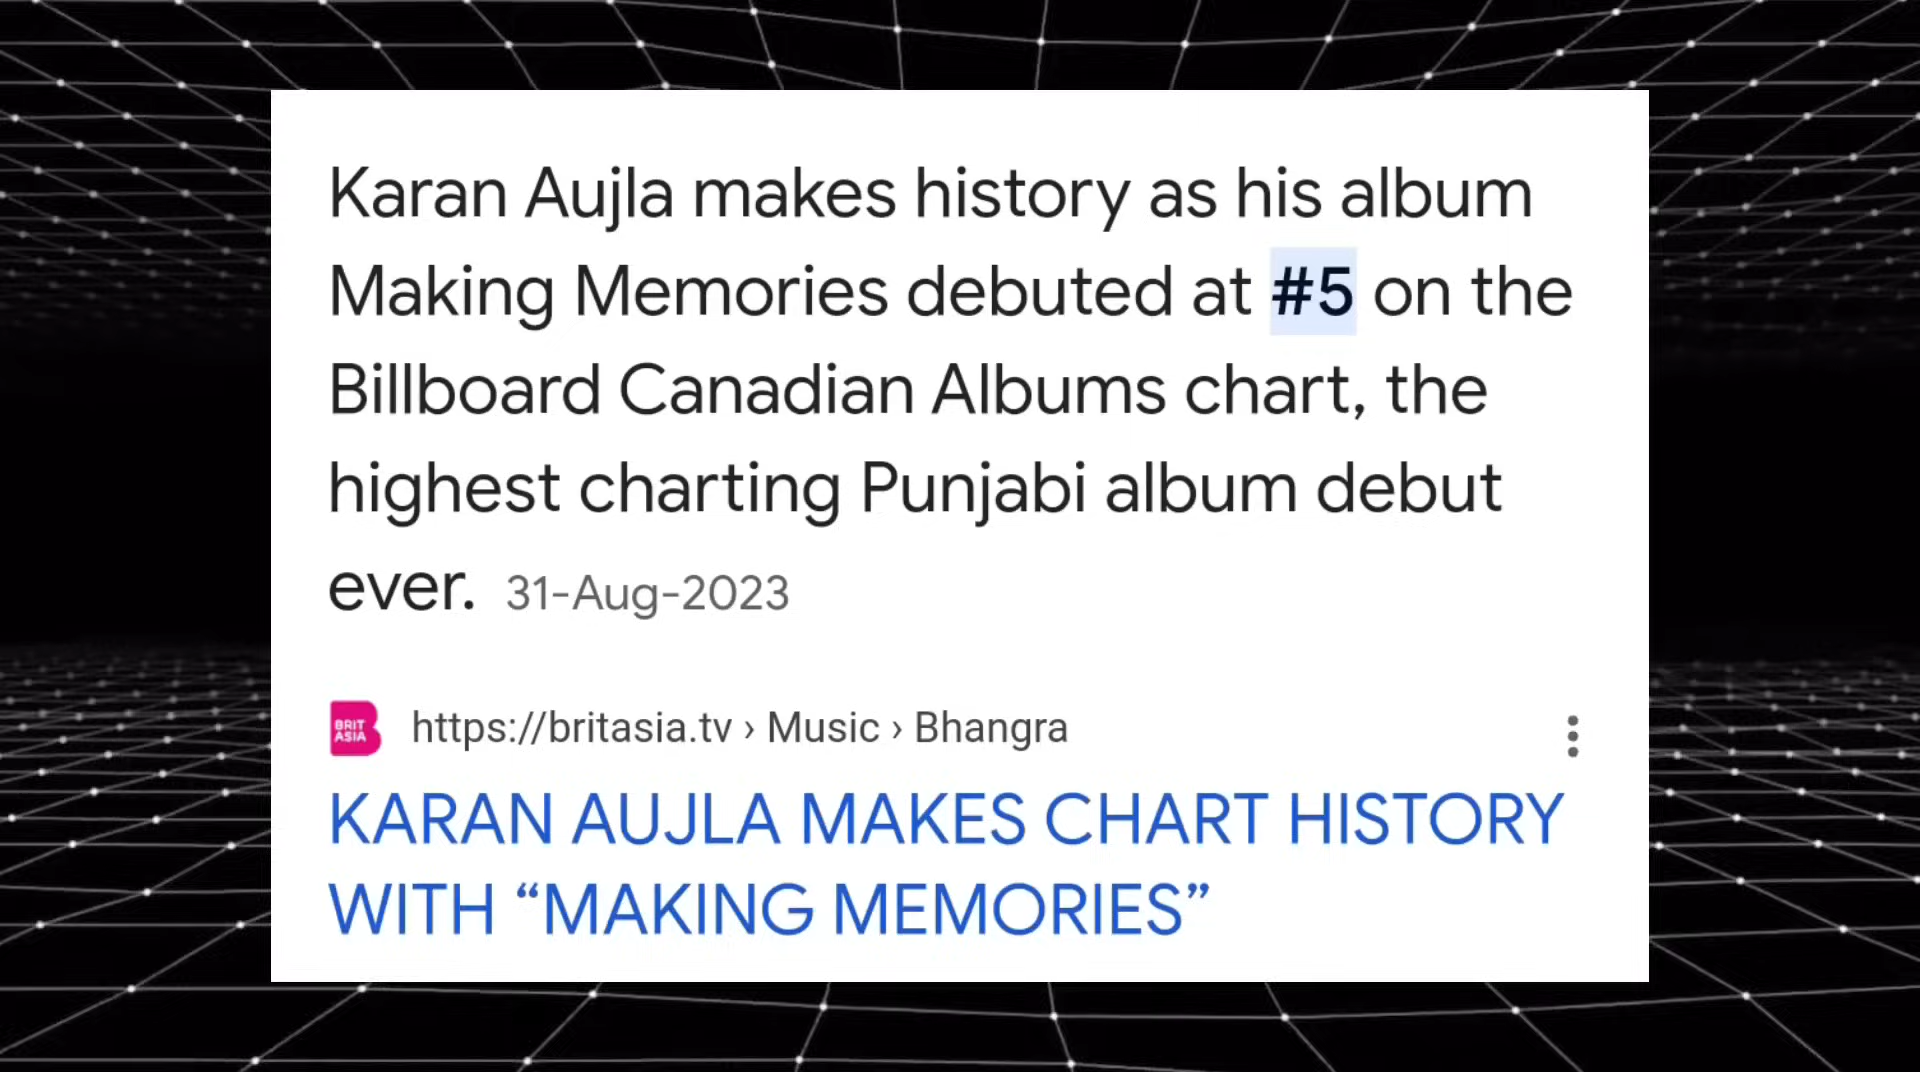 Karan Aujla makes history as his album
Making Memories debuted at #5 on the
Billboard Canadian Albums chart, the
highest charting Punjabi album debut
ever. 31-Aug-2023
BRIT
ASIA
https://britasia.tv › Music › Bhangra
KARAN AUJLA MAKES CHART HISTORY
WITH “MAKING MEMORIES”